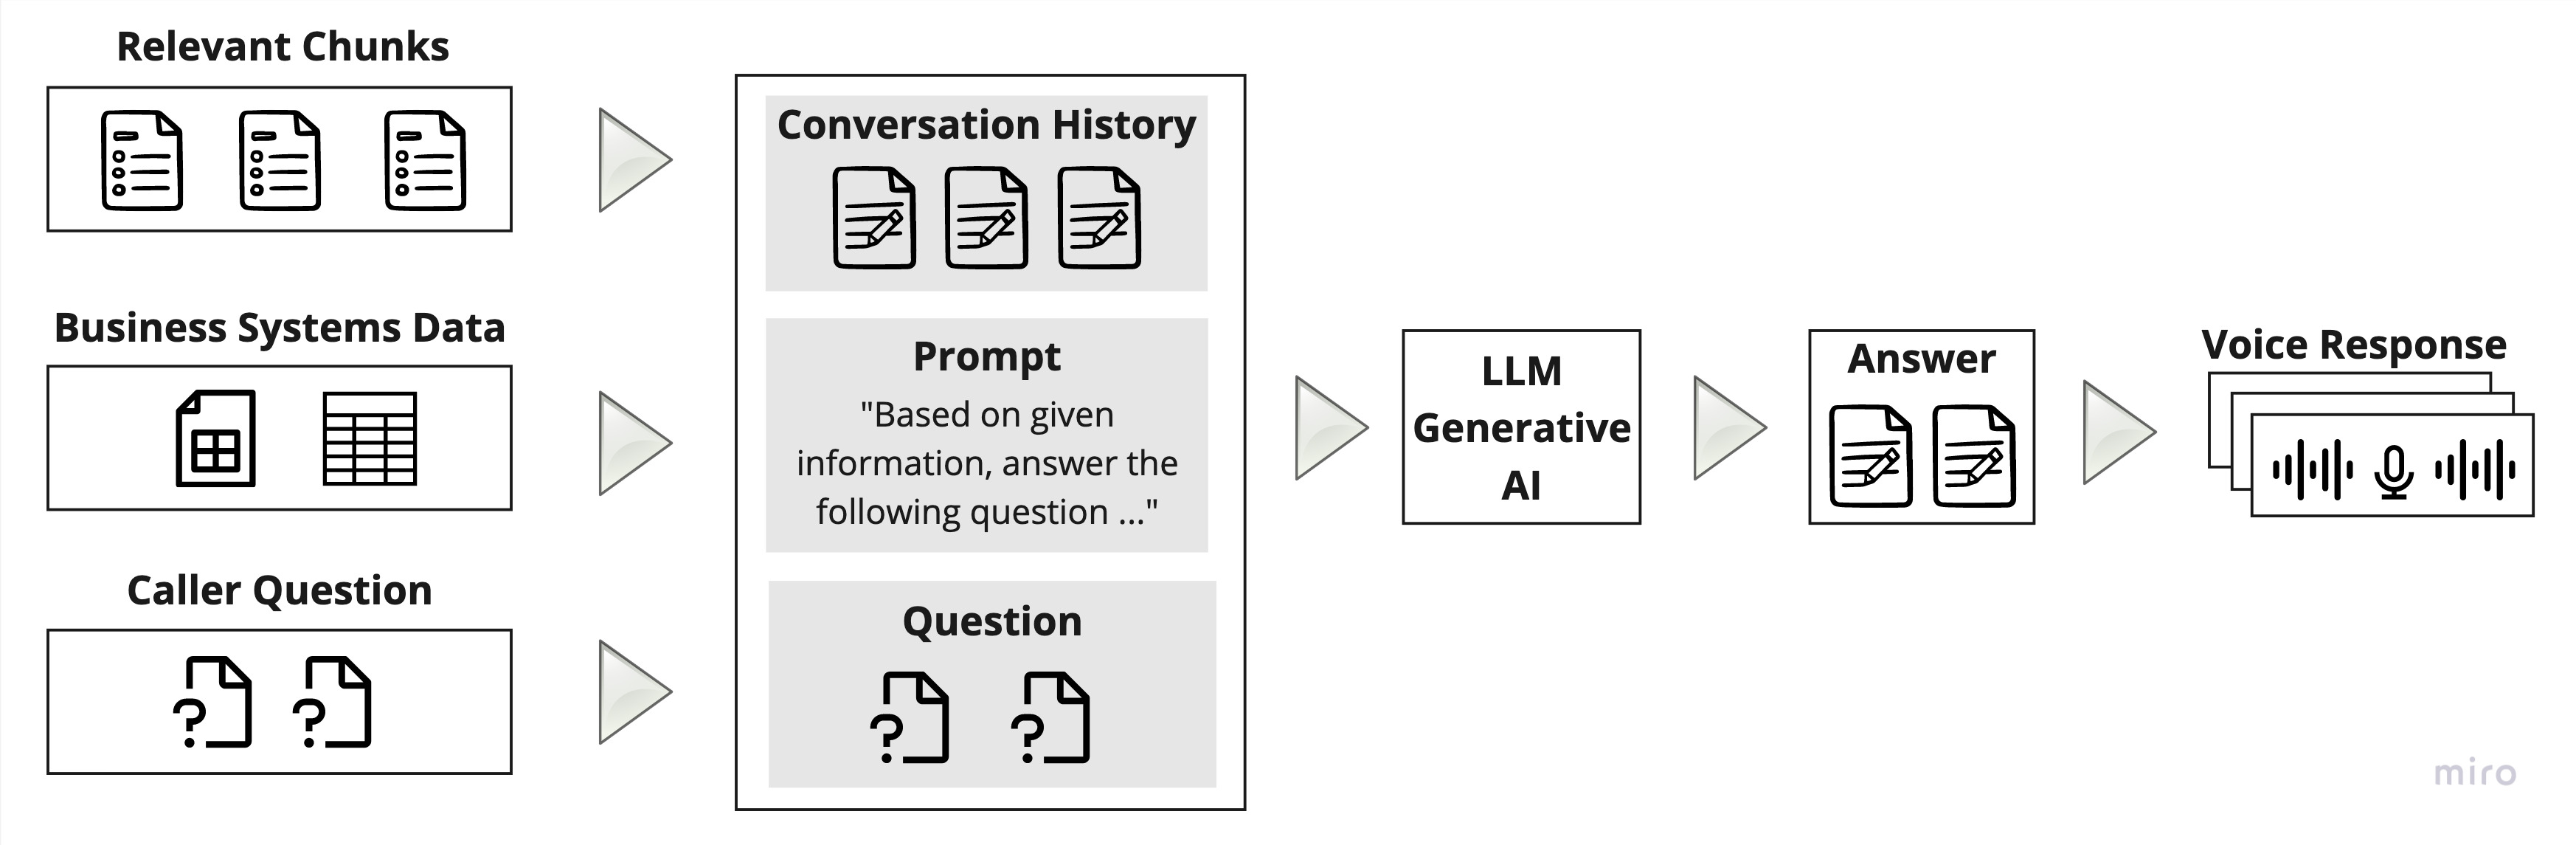 Relevant Chunks
Business Systems Data
Caller Question
Conversation History
Prompt
"Based on given
information, answer the
following question ..."
Question
?
?
?
?
LLM
Generative
AI
Answer
Voice Response
miro